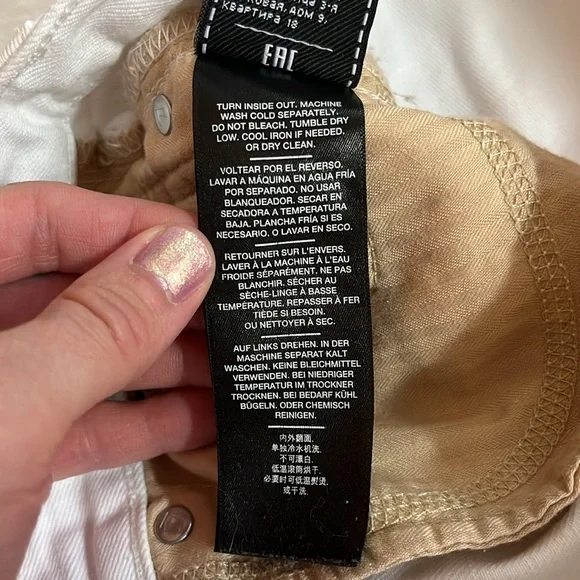 КВАРТИРА 18
EAC
TURN INSIDE OUT. MACHINE
WASH COLD SEPARATELY.
DO NOT BLEACH. TUMBLE DRY
LOW. COOL IRON IF NEEDED.
OR DRY CLEAN.
VOLTEAR POR EL REVERSO.
LAVAR A MÁQUINA EN AGUA FRÍA
POR SEPARADO. NO USAR
BLANQUEADOR. SECAR EN
SECADORA A TEMPERATURA
BAJA. PLANCHA FRÍA SI ES
NECESARIO. O LAVAR EN SECO.
RETOURNER SUR L'ENVERS.
LAVER À LA MACHINE À L'EAU
FROIDE SÉPARÉMENT. NE PAS
BLANCHIR. SÉCHER AU
SÈCHE-LINGE À BASSE
TEMPÉRATURE. REPASSER À FER
TIÈDE SI BESOIN.
OU NETTOYER À SEC.
AUF LINKS DREHEN. IN DER
MASCHINE SEPARAT KALT
WASCHEN. KEINE BLEICHMITTEL
VERWENDEN. BEI NIEDRIGER
TEMPERATUR IM TROCKNER
TROCKNEN. BEI BEDARF KÜHL
BÜGELN. ODER CHEMISCH
REINIGEN.
内外翻面.
单独冷水机洗.
不可漂白.
低温滚筒烘干.
必要时可低温熨烫.
或干洗.